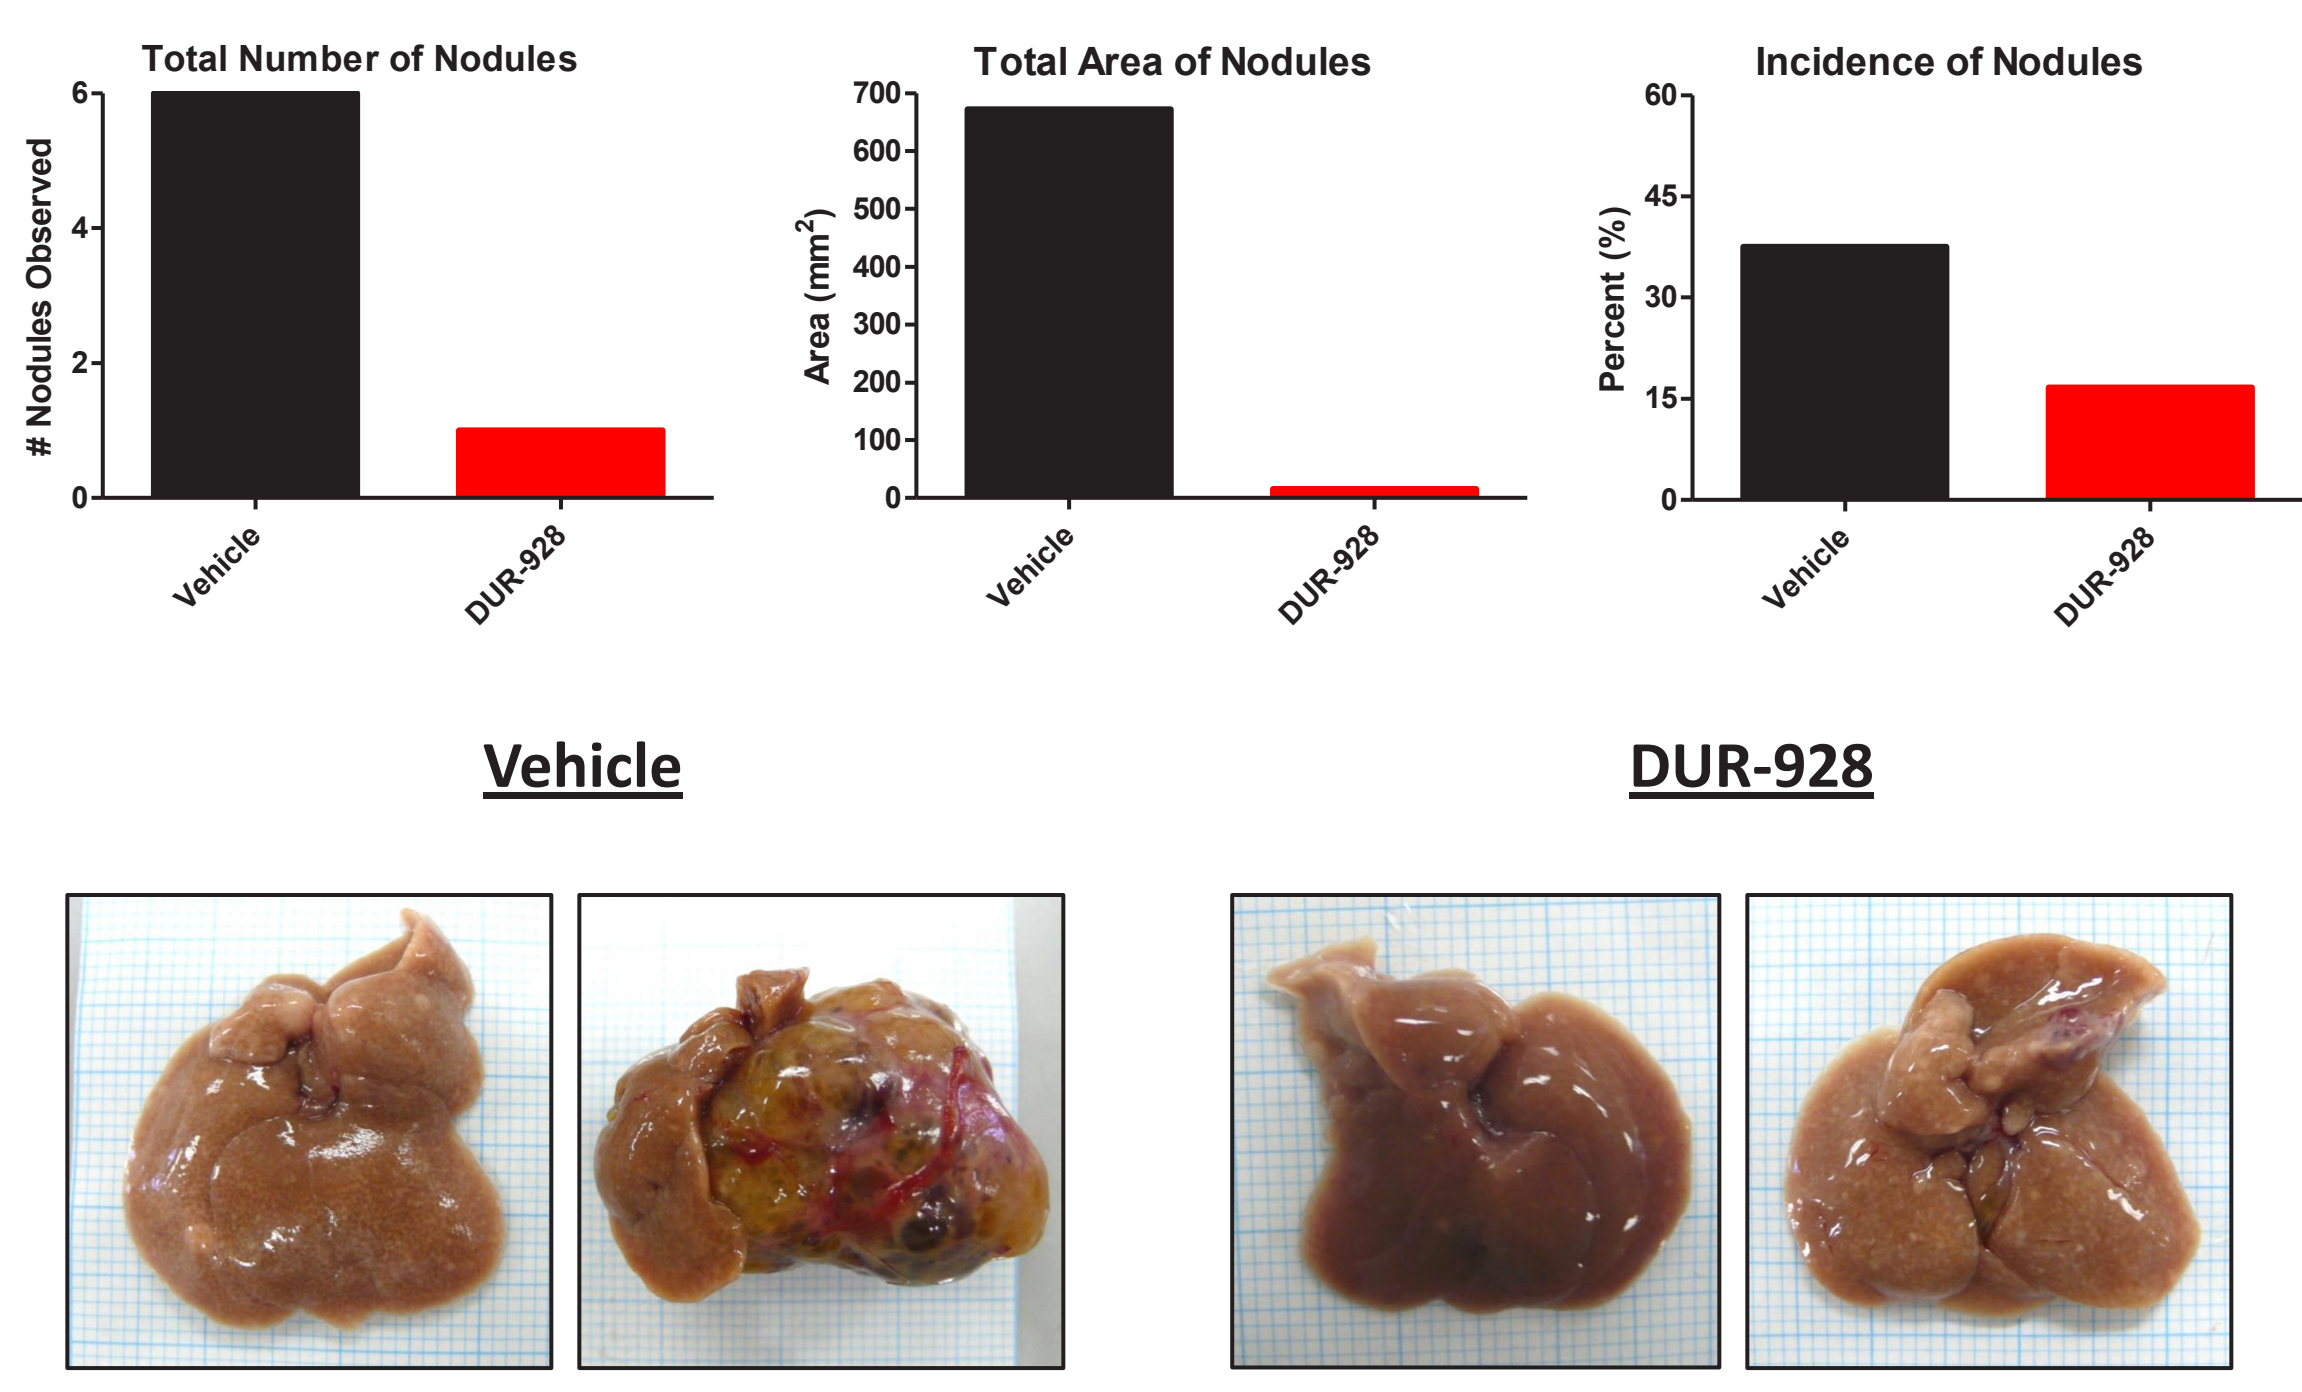 Total Number of Nodules
# Nodules Observed
6
4
2
0
Vehicle
DUR-928
Total Area of Nodules
Area (mm²)
700
600
500
400
300
200
100
0
Vehicle
DUR-928
Incidence of Nodules
Percent (%)
60
45
30
15
0
Vehicle
DUR-928
Vehicle
DUR-928